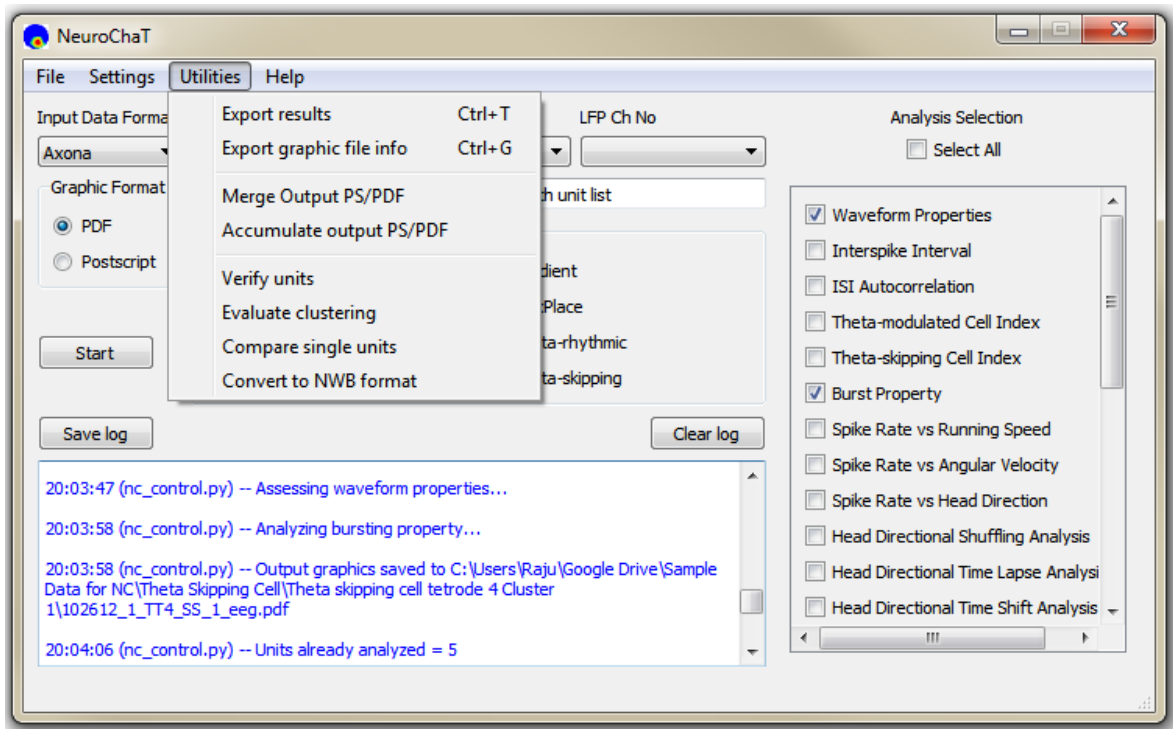 NeuroChaT
File Settings Utilities Help
Export results Ctrl+T
Export graphic file info Ctrl+G
Merge Output PS/PDF
Accumulate output PS/PDF
Verify units
Evaluate clustering
Compare single units
Convert to NWB format
Input Data Forma
Axona
Graphic Format
PDF
Postscript
Start
LFP Ch No
h unit list
dient
Place
ta-rhythmic
ta-skipping
Save log
Clear log
20:03:47 (nc_control.py) -- Assessing waveform properties...
20:03:58 (nc_control.py) -- Analyzing bursting property...
20:03:58 (nc_control.py) -- Output graphics saved to C:\Users\Raju\Google Drive\Sample
Data for NC\Theta Skipping Cell\Theta skipping cell tetrode 4 Cluster
1\102612_1_TT4_SS_1_eeg.pdf
20:04:06 (nc_control.py) -- Units already analyzed = 5
Analysis Selection
Select All
Waveform Properties
Interspike Interval
ISI Autocorrelation
Theta-modulated Cell Index
Theta-skipping Cell Index
Burst Property
Spike Rate vs Running Speed
Spike Rate vs Angular Velocity
Spike Rate vs Head Direction
Head Directional Shuffling Analysis
Head Directional Time Lapse Analysi
Head Directional Time Shift Analysis